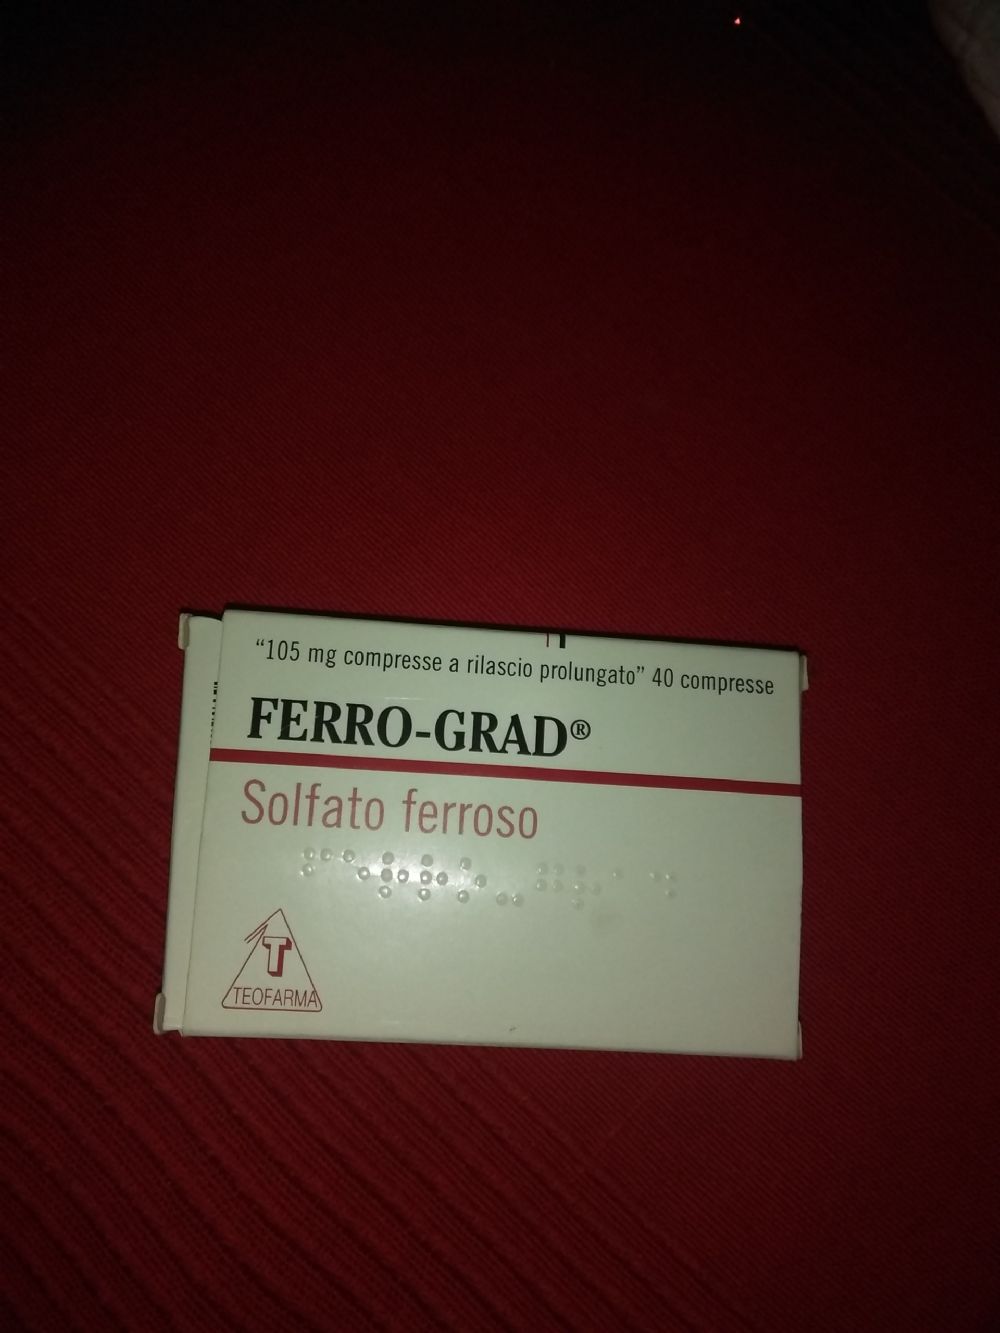 “105 mg compresse a rilascio prolungato” 40 compresse
FERRO-GRAD®
Solfato ferroso
T
TEOFARMA